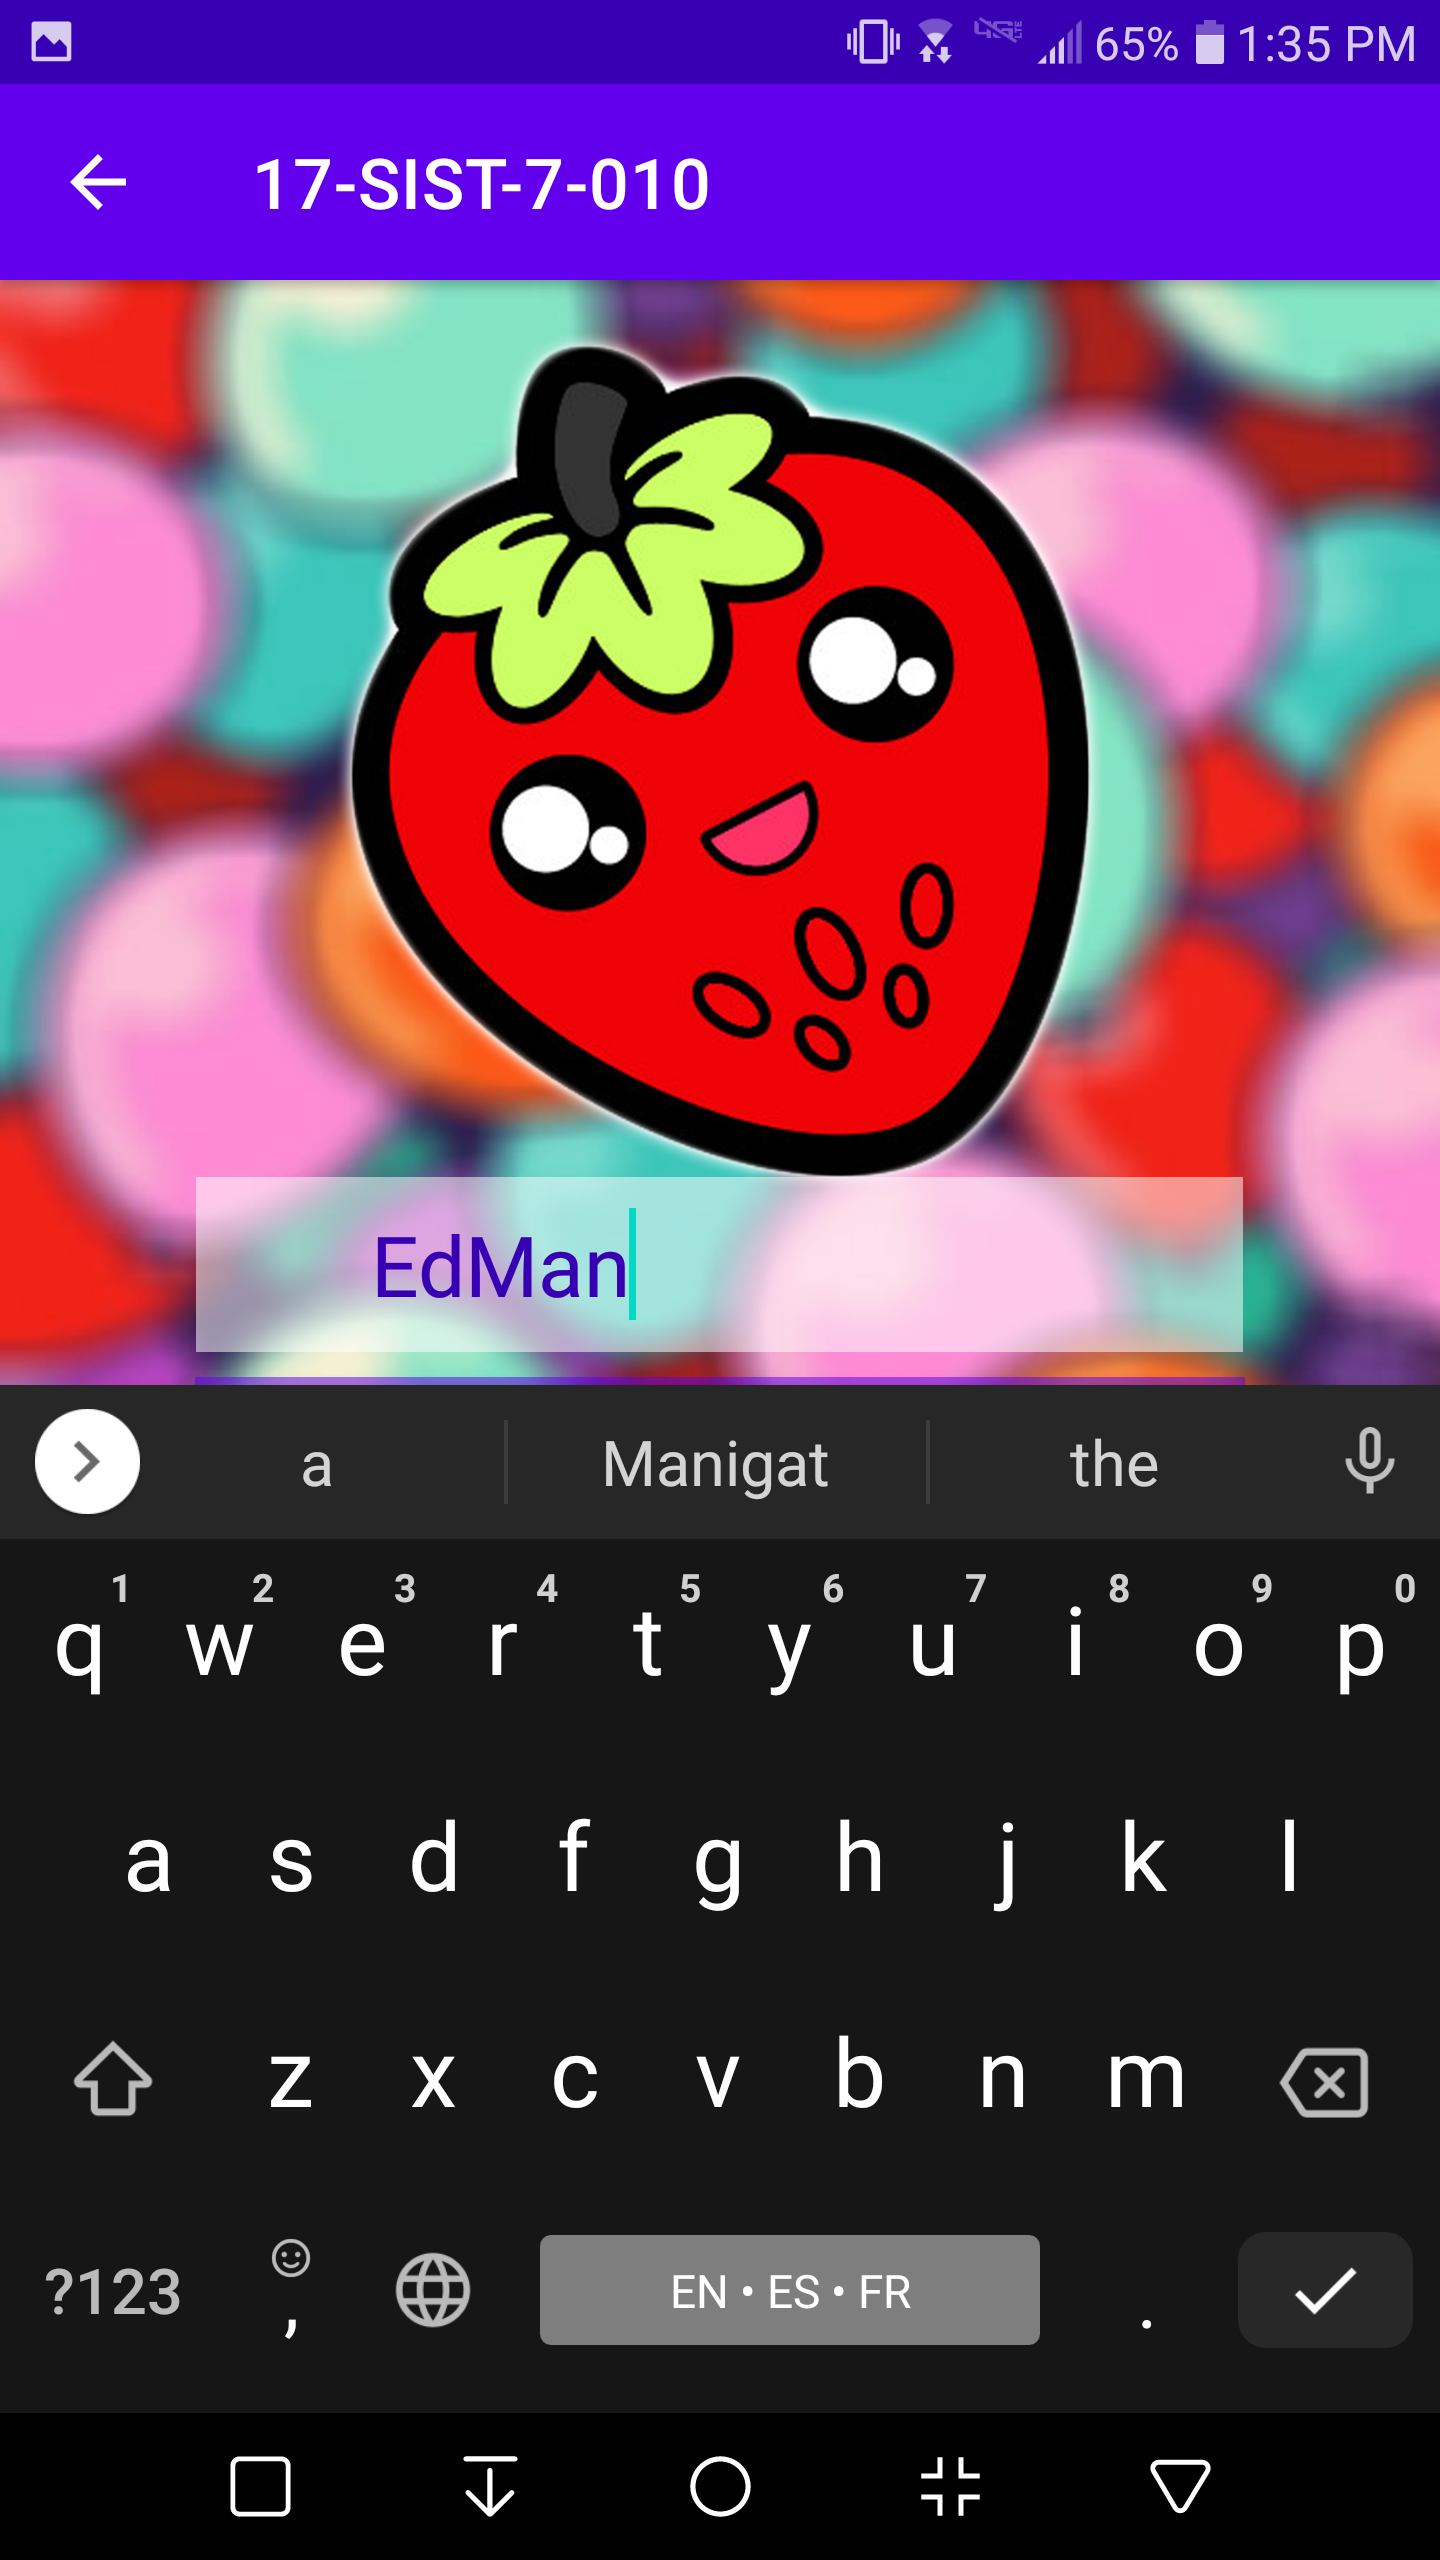 65% 1:35 PM
17-SIST-7-010
EdMan
a Manigat the
1 2 3 4 5 6 7 8 9 0
q w e r t y u i o p
a s d f g h j k l
z x c v b n m
?123 , EN • ES • FR .